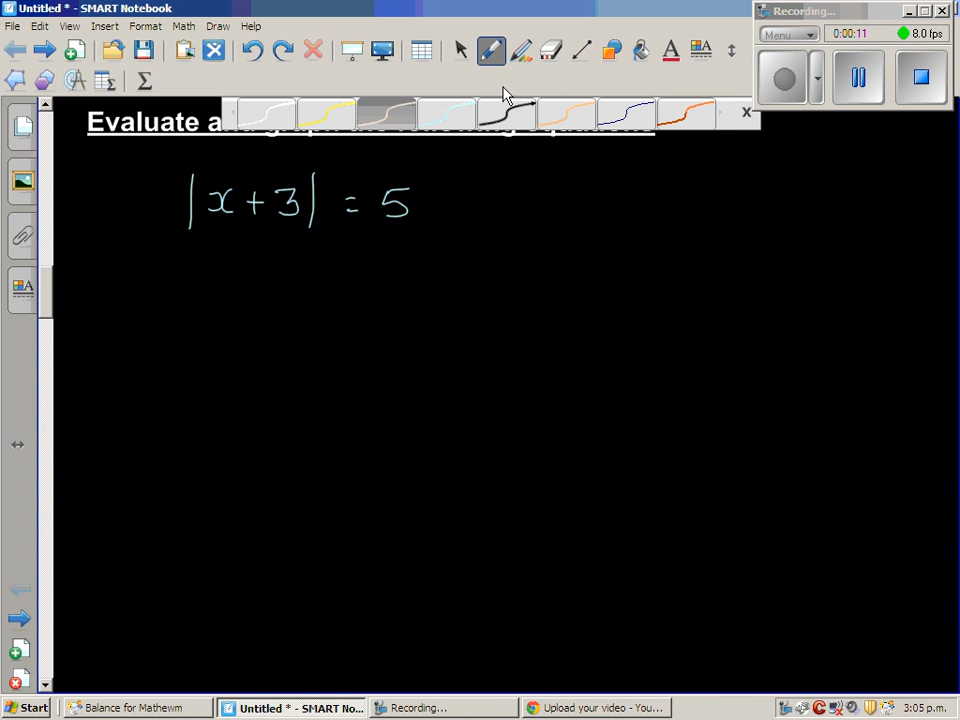 Untitled * - SMART Notebook
File Edit View Insert Format Math Draw Help
Recording...
Menu 0:00:11 8.0 fps
Evaluate a
|x+3| = 5
Start Balance for Mathewm Untitled * - SMART No... Recording... Upload your video - You... 3:05 p.m.